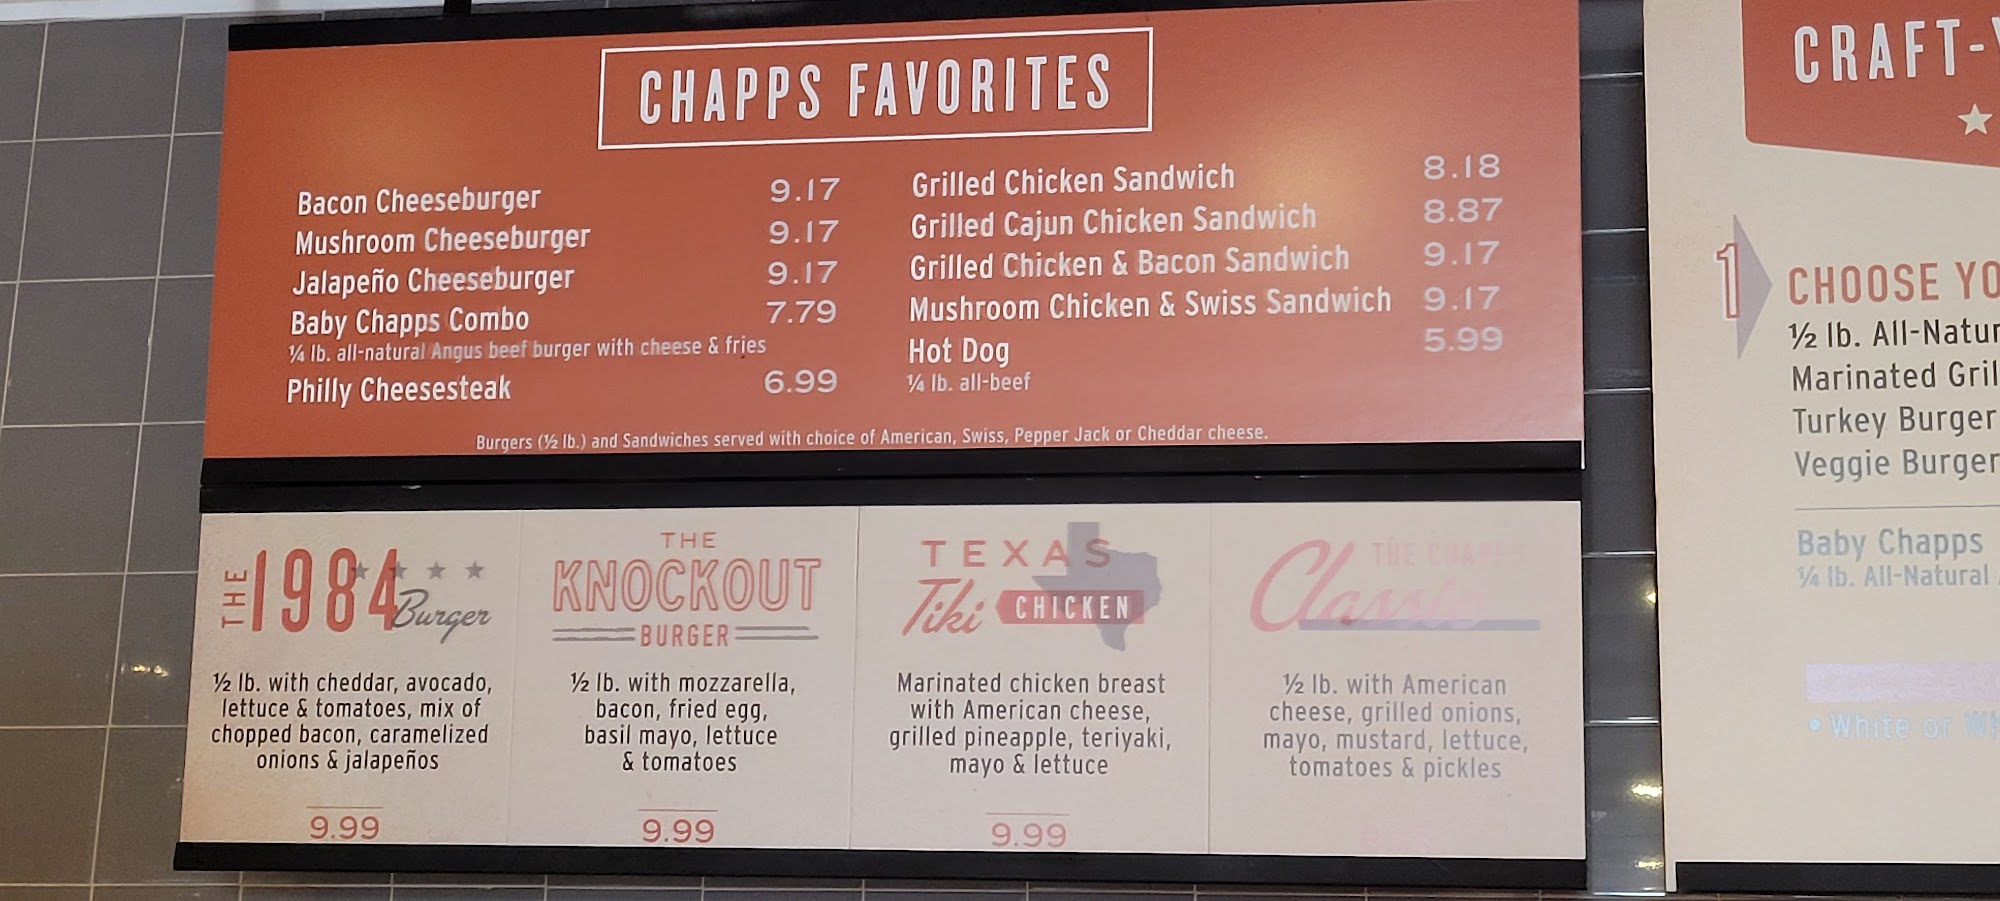 CHAPPS FAVORITES
Bacon Cheeseburger 9.17
Mushroom Cheeseburger 9.17
Jalapeño Cheeseburger 9.17
Baby Chapps Combo 7.79
¼ lb. all-natural Angus beef burger with cheese & fries
Philly Cheesesteak 6.99
Grilled Chicken Sandwich 8.18
Grilled Cajun Chicken Sandwich 8.87
Grilled Chicken & Bacon Sandwich 9.17
Mushroom Chicken & Swiss Sandwich 9.17
Hot Dog 5.99
¼ lb. all-beef
Burgers (½ lb.) and Sandwiches served with choice of American, Swiss, Pepper Jack or Cheddar cheese.
THE 1984 Burger
½ lb. with cheddar, avocado,
lettuce & tomatoes, mix of
chopped bacon, caramelized
onions & jalapeños
9.99
THE
KNOCKOUT
BURGER
½ lb. with mozzarella,
bacon, fried egg,
basil mayo, lettuce
& tomatoes
9.99
TEXAS
Tiki CHICKEN
Marinated chicken breast
with American cheese,
grilled pineapple, teriyaki,
mayo & lettuce
9.99
THE CHAPPS
Classic
½ lb. with American
cheese, grilled onions,
mayo, mustard, lettuce,
tomatoes & pickles
CRAFT-
1 CHOOSE YO
½ lb. All-Natur
Marinated Gril
Turkey Burger
Veggie Burger
Baby Chapps
¼ lb. All-Natural
• White or Wh